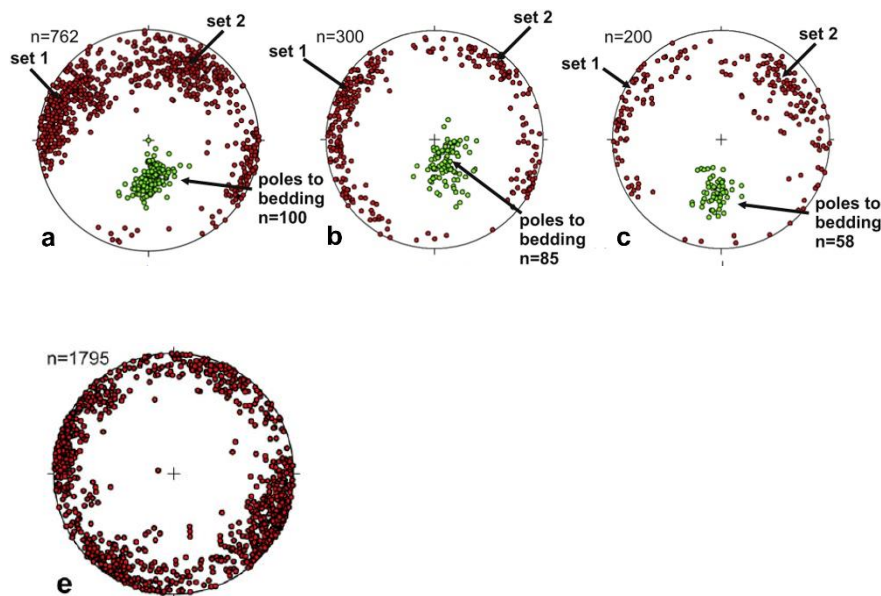 n=762
set 1
set 2
poles to
bedding
n=100
a
n=300
set 1
set 2
poles to
bedding
n=85
b
n=200
set 1
set 2
poles to
bedding
n=58
c
n=1795
e